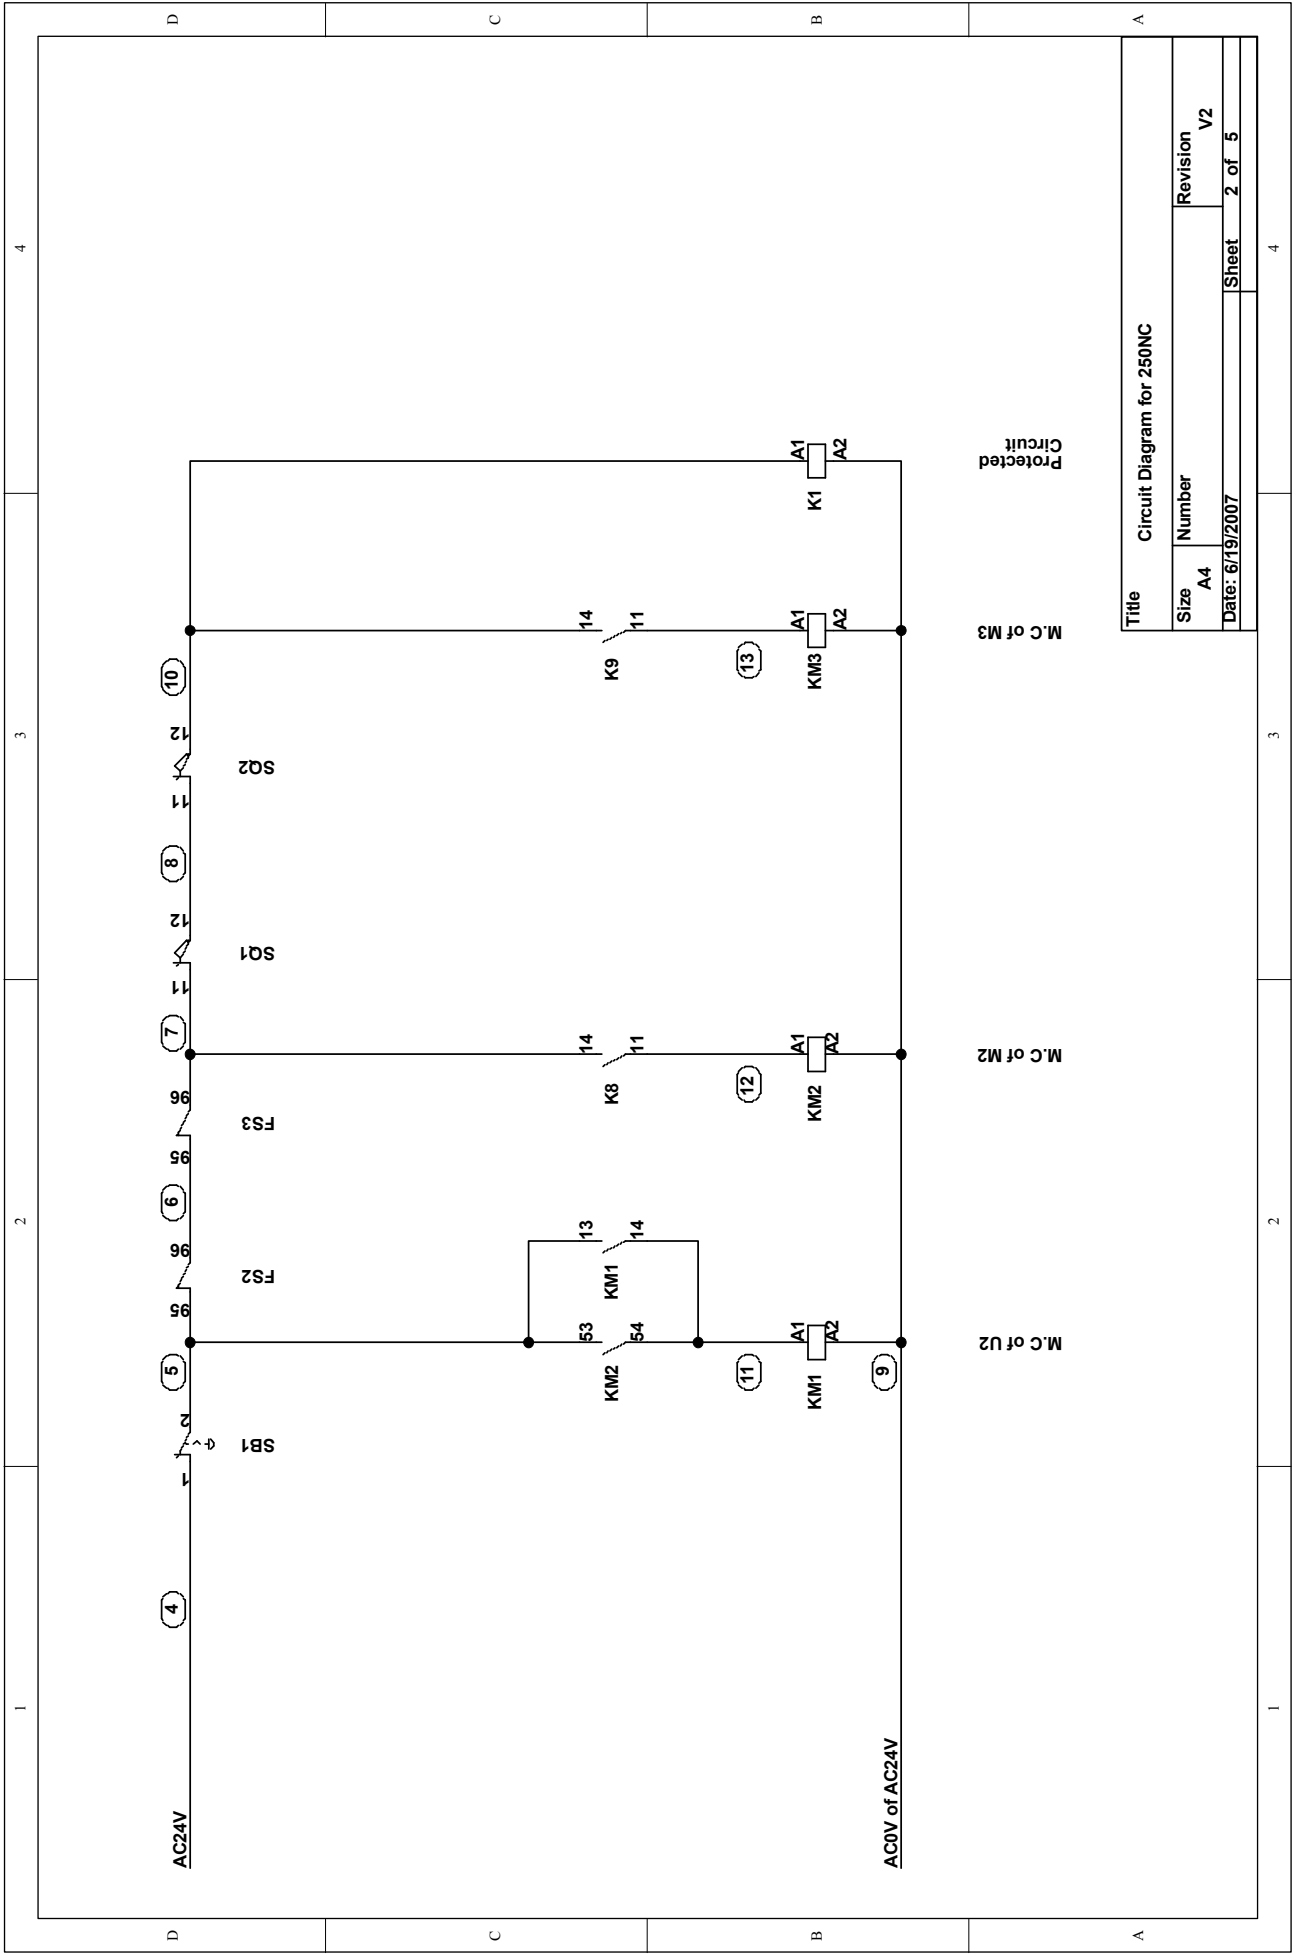 1
2
3
4
D
C
B
A
AC24V
4
1
2
SB1
5
95
96
FS2
6
95
96
FS3
7
11
12
SQ1
8
11
12
SQ2
10
53
54
KM2
13
14
KM1
14
11
K8
14
11
K9
11
12
13
A1
A2
KM1
A1
A2
KM2
A1
A2
KM3
A1
A2
K1
9
AC0V of AC24V
M.C of U2
M.C of M2
M.C of M3
Protected
Circuit
Title
Circuit Diagram for 250NC
Size
A4
Number
Revision
V2
Date: 6/19/2007
Sheet 2 of 5
D
C
B
A
1
2
3
4